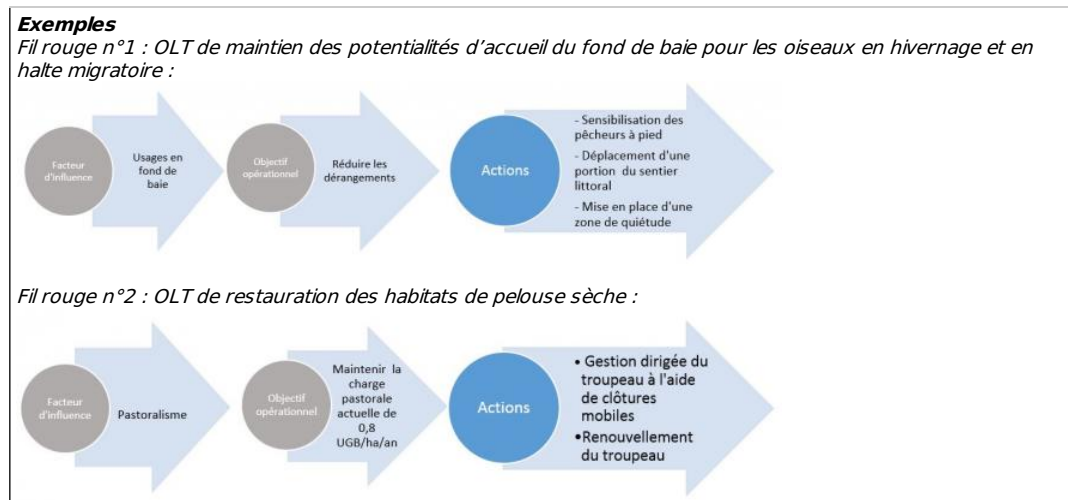 Exemples
Fil rouge n°1 : OLT de maintien des potentialités d'accueil du fond de baie pour les oiseaux en hivernage et en
halte migratoire :
Facteur
d'influence
Usages en
fond de
baie
Objectif
opérationnel
Réduire les
dérangements
Actions
- Sensibilisation des
pêcheurs à pied
- Déplacement d'une
portion du sentier
littoral
- Mise en place d'une
zone de quiétude
Fil rouge n°2 : OLT de restauration des habitats de pelouse sèche :
Facteur
d'influence
Pastoralisme
Objectif
opérationnel
Maintenir la
charge
pastorale
actuelle de
0,8
UGB/ha/an
Actions
• Gestion dirigée du
troupeau à l'aide
de clôtures
mobiles
•Renouvellement
du troupeau